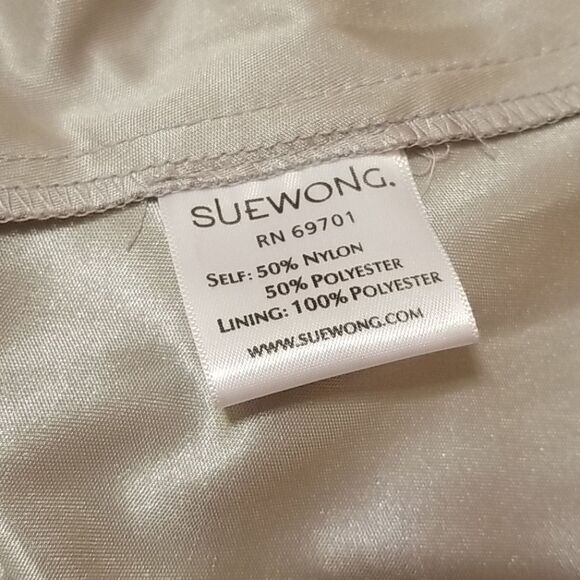 SUEWONG.
RN 69701
SELF: 50% NYLON
50% POLYESTER
LINING: 100% POLYESTER
WWW.SUEWONG.COM